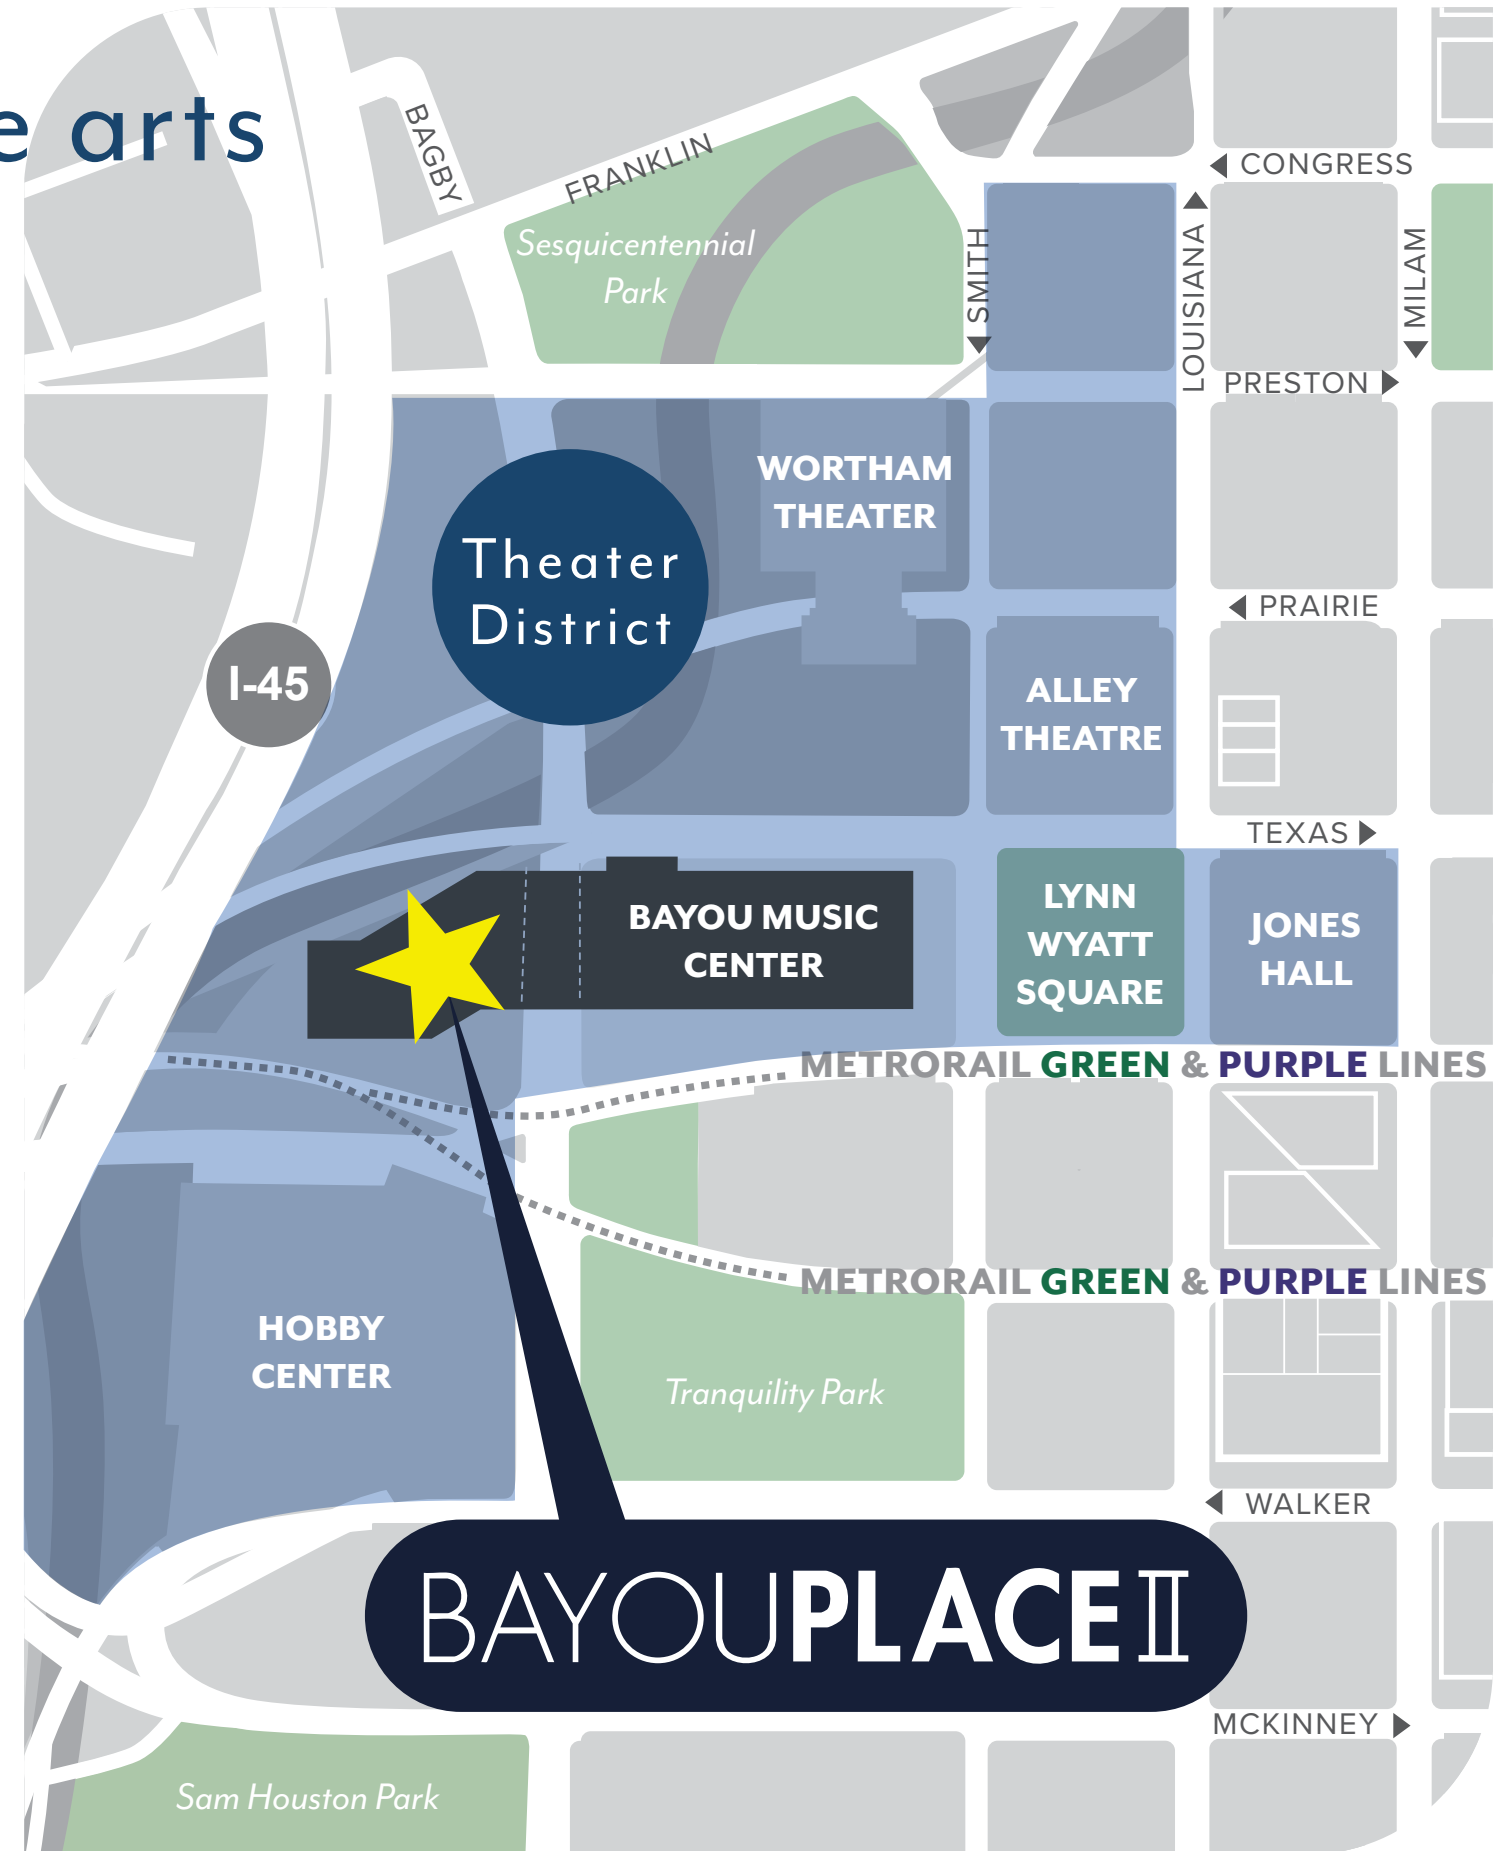 e arts
BAGBY
FRANKLIN
CONGRESS
Sesquicentennial
Park
SMITH
LOUISIANA
MILAM
PRESTON
WORTHAM
THEATER
Theater
District
PRAIRIE
I-45
ALLEY
THEATRE
TEXAS
BAYOU MUSIC
CENTER
LYNN
WYATT
SQUARE
JONES
HALL
METRORAIL GREEN & PURPLE LINES
METRORAIL GREEN & PURPLE LINES
HOBBY
CENTER
Tranquility Park
WALKER
BAYOUPLACE II
MCKINNEY
Sam Houston Park